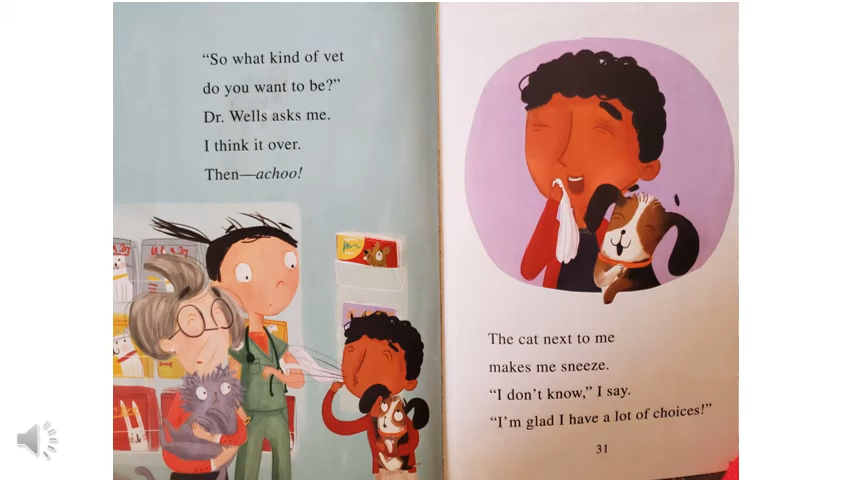 “So what kind of vet
do you want to be?”
Dr. Wells asks me.
I think it over.
Then—achoo!
The cat next to me
makes me sneeze.
“I don’t know,” I say.
“I’m glad I have a lot of choices!”
31